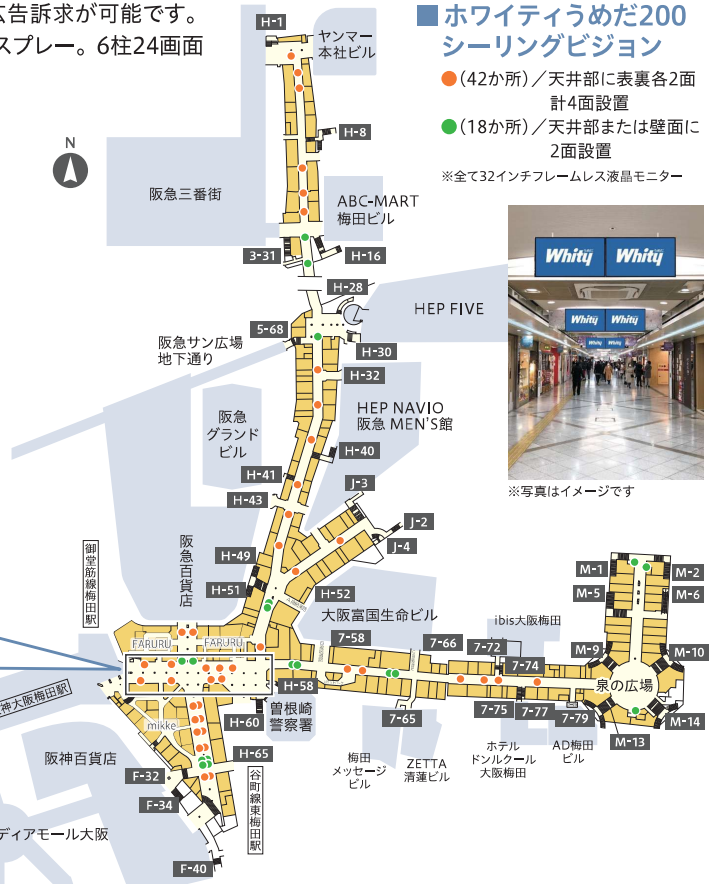 広告訴求が可能です。
スプレー。6柱24画面
■ホワイティうめだ200
シーリングビジョン
●(42か所)／天井部に表裏各2面
計4面設置
●(18か所)／天井部または壁面に
2面設置
※全て32インチフレームレス液晶モニター
Whity Whity
Whity Whity
Whity Whity
※写真はイメージです
N
H-1
ヤンマー
本社ビル
H-8
阪急三番街
ABC-MART
梅田ビル
3-31
H-16
H-28
HEP FIVE
5-68
阪急サン広場
地下通り
H-30
H-32
HEP NAVIO
阪急 MEN'S館
阪急
グランド
ビル
H-40
H-41
J-3
H-43
J-2
J-4
御堂筋線梅田駅
阪急百貨店
H-49
H-51
H-52
大阪富国生命ビル
M-1
M-2
M-5
M-6
ibis大阪梅田
FARURU
FARURU
7-58
7-66
7-72
7-74
M-9
M-10
泉の広場
神大阪梅田駅
H-58
H-60
曽根崎
警察署
7-65
7-75
7-77
7-79
M-14
M-13
mikke
阪神百貨店
H-65
F-32
F-34
谷町線東梅田駅
梅田
メッセージ
ビル
ZETTA
清蓮ビル
ホテル
ドンルクール
大阪梅田
AD梅田
ビル
ディアモール大阪
F-40